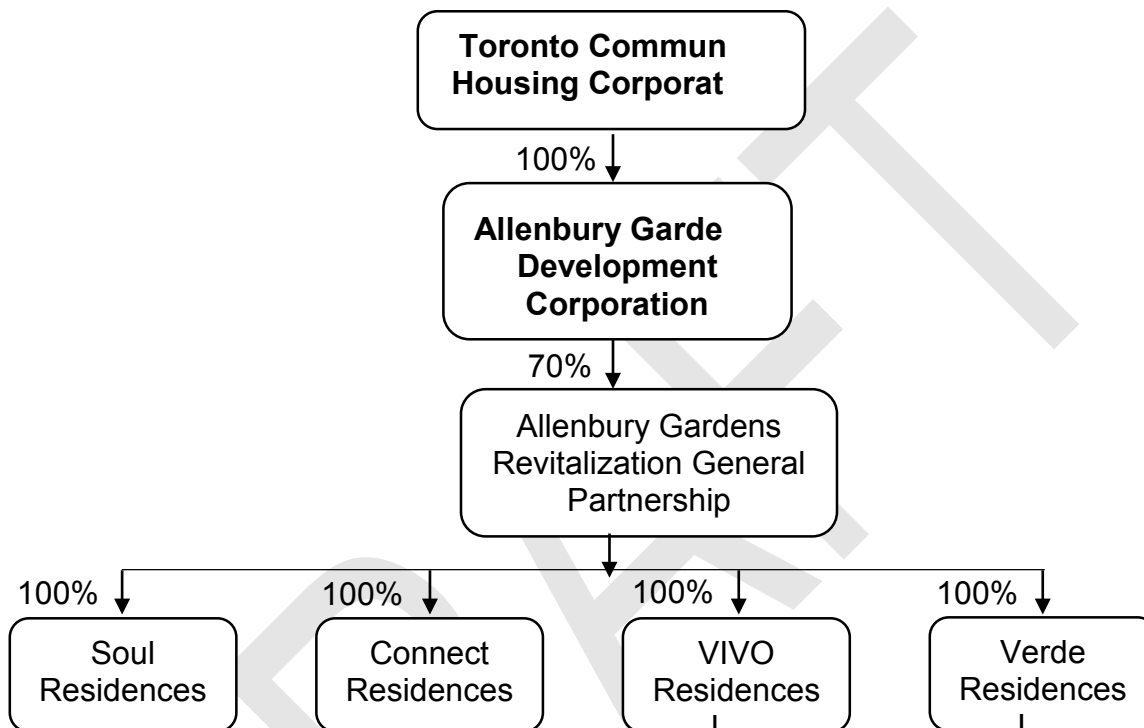 Toronto Commun
Housing Corporat
100%
Allenbury Garde
Development
Corporation
70%
Allenbury Gardens
Revitalization General
Partnership
100% 100% 100% 100%
Soul Connect VIVO Verde
Residences Residences Residences Residences
DRAFT